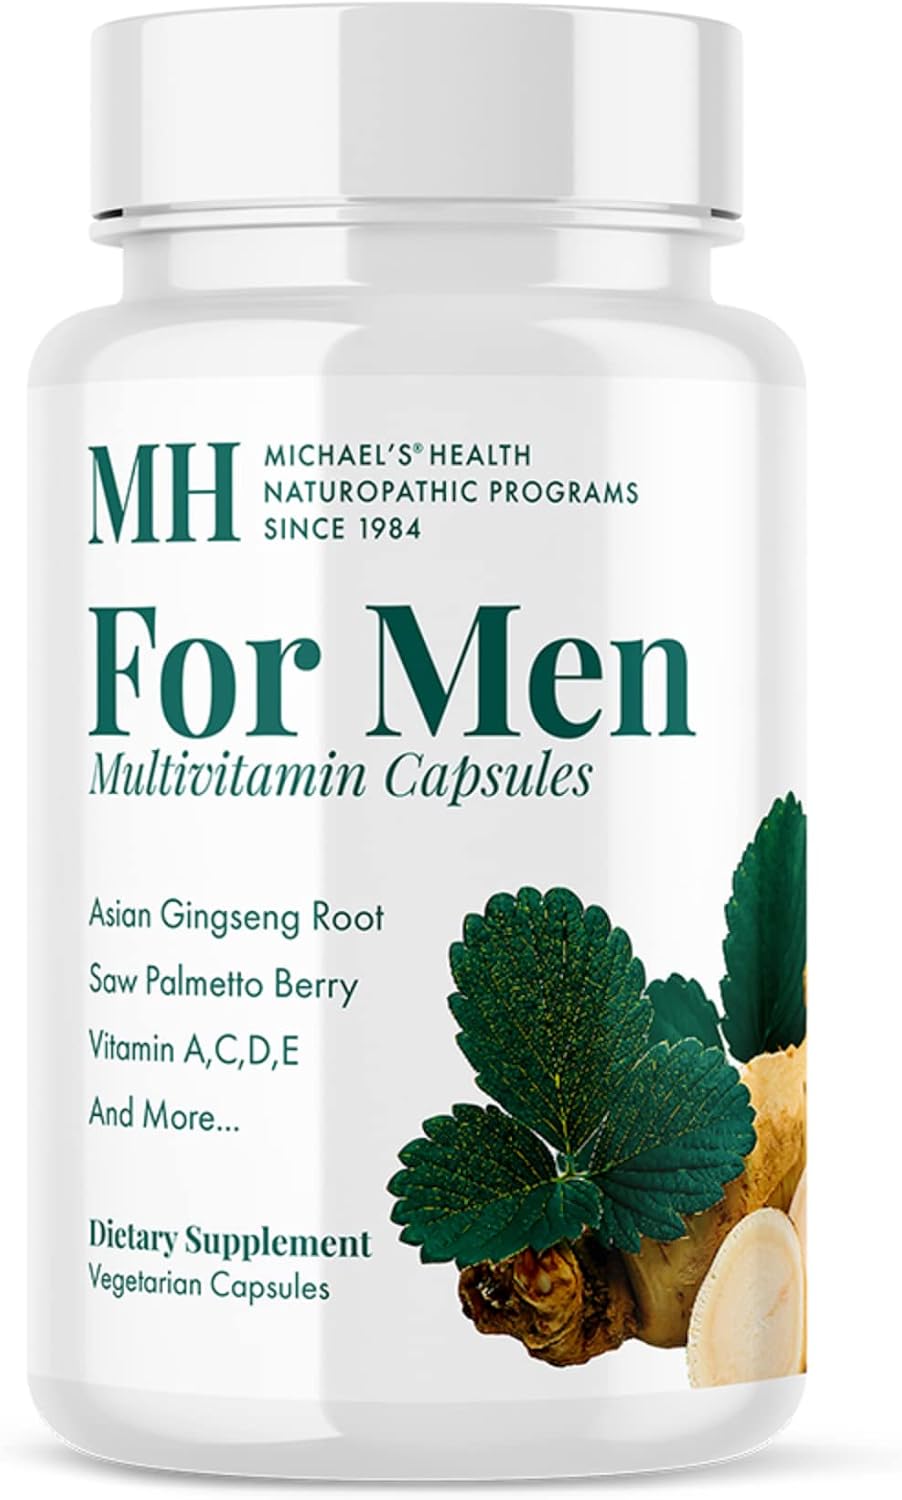 MH
MICHAEL'S® HEALTH
NATUROPATHIC PROGRAMS
SINCE 1984
For Men
Multivitamin Capsules
Asian Gingseng Root
Saw Palmetto Berry
Vitamin A,C,D,E
And More...
Dietary Supplement
Vegetarian Capsules